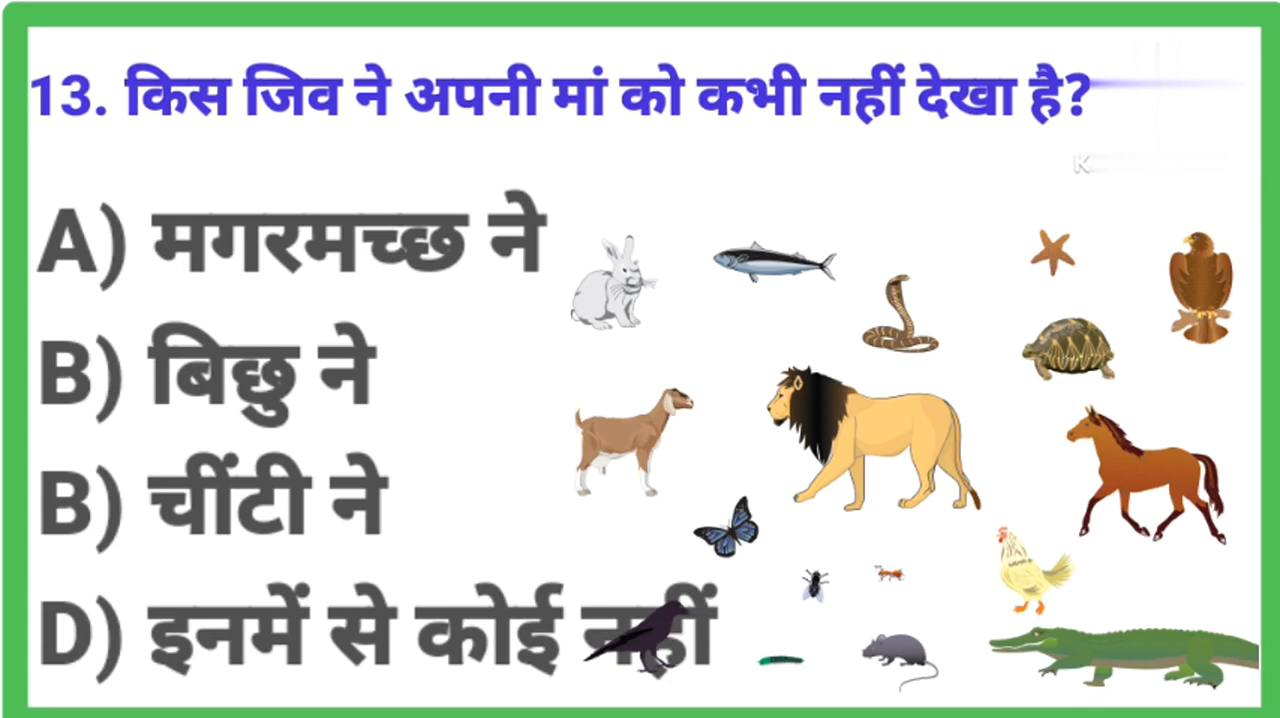 13. किस जिव ने अपनी मां को कभी नहीं देखा है?
K
A) मगरमच्छ ने
B) बिछु ने
B) चींटी ने
D) इनमें से कोई नहीं